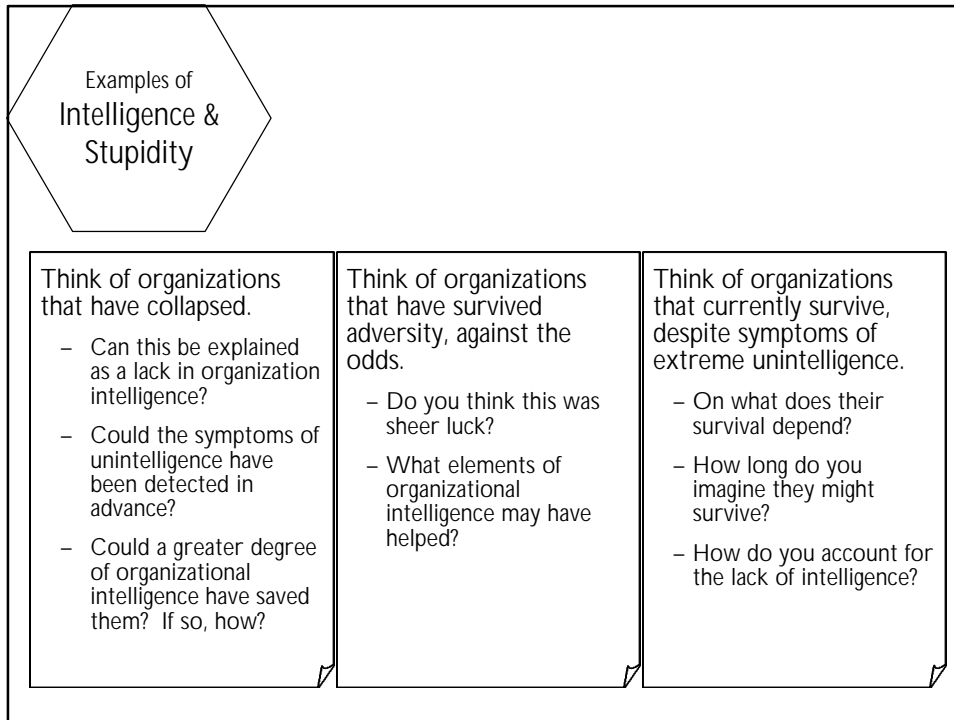 Examples of
Intelligence &
Stupidity
Think of organizations
that have collapsed.
– Can this be explained
as a lack in organization
intelligence?
– Could the symptoms of
unintelligence have
been detected in
advance?
– Could a greater degree
of organizational
intelligence have saved
them? If so, how?
Think of organizations
that have survived
adversity, against the
odds.
– Do you think this was
sheer luck?
– What elements of
organizational
intelligence may have
helped?
Think of organizations
that currently survive,
despite symptoms of
extreme unintelligence.
– On what does their
survival depend?
– How long do you
imagine they might
survive?
– How do you account for
the lack of intelligence?